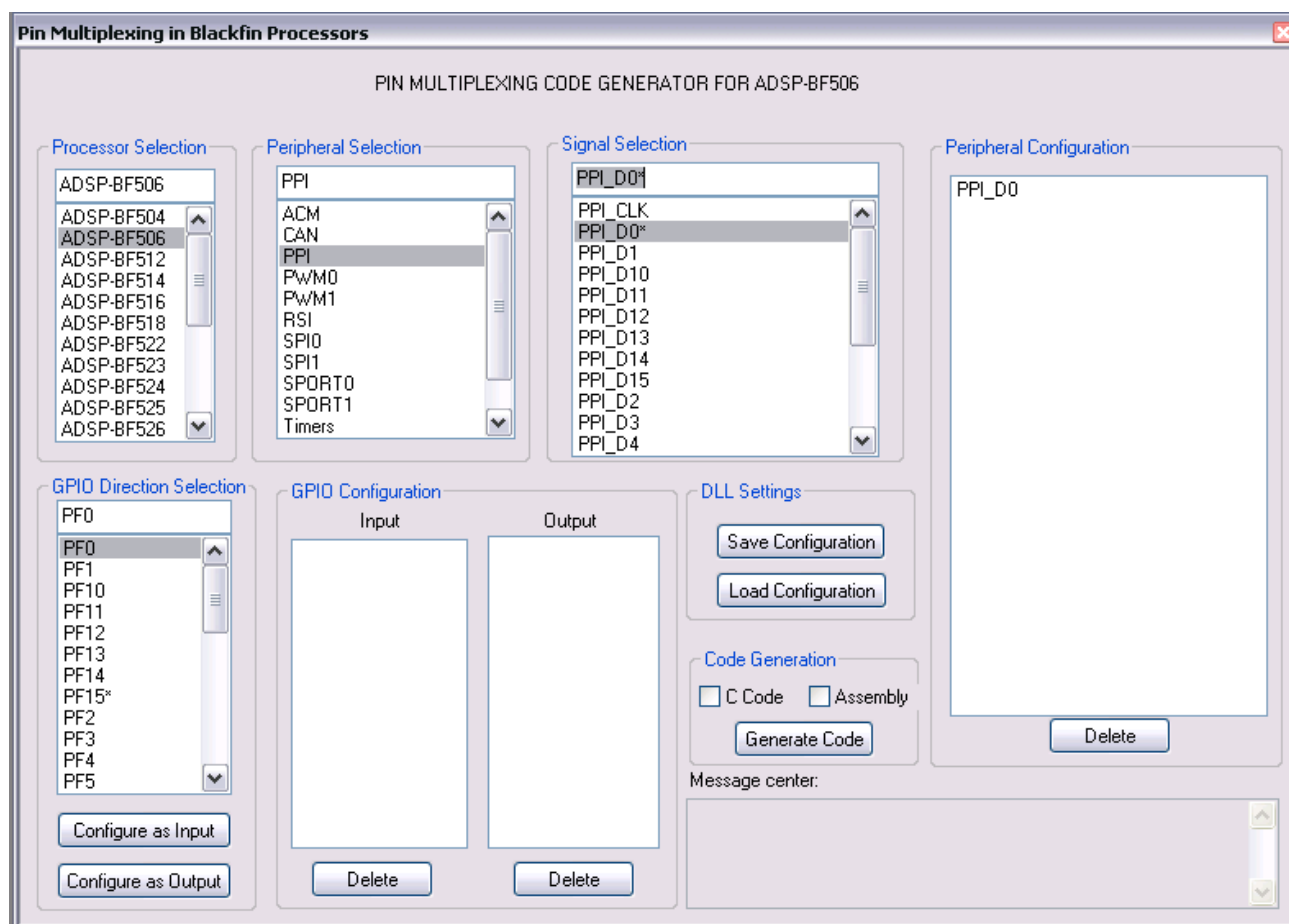 Pin Multiplexing in Blackfin Processors
PIN MULTIPLEXING CODE GENERATOR FOR ADSP-BF506
Processor Selection
ADSP-BF506
ADSP-BF504
ADSP-BF506
ADSP-BF512
ADSP-BF514
ADSP-BF516
ADSP-BF518
ADSP-BF522
ADSP-BF523
ADSP-BF524
ADSP-BF525
ADSP-BF526
Peripheral Selection
PPI
ACM
CAN
PPI
PWM0
PWM1
RSI
SPI0
SPI1
SPORT0
SPORT1
Timers
Signal Selection
PPI_D0*
PPI_CLK
PPI_D0*
PPI_D1
PPI_D10
PPI_D11
PPI_D12
PPI_D13
PPI_D14
PPI_D15
PPI_D2
PPI_D3
PPI_D4
Peripheral Configuration
PPI_D0
Delete
GPIO Direction Selection
PF0
PF0
PF1
PF10
PF11
PF12
PF13
PF14
PF15*
PF2
PF3
PF4
PF5
Configure as Input
Configure as Output
GPIO Configuration
Input
Output
Delete
Delete
DLL Settings
Save Configuration
Load Configuration
Code Generation
C Code
Assembly
Generate Code
Message center: